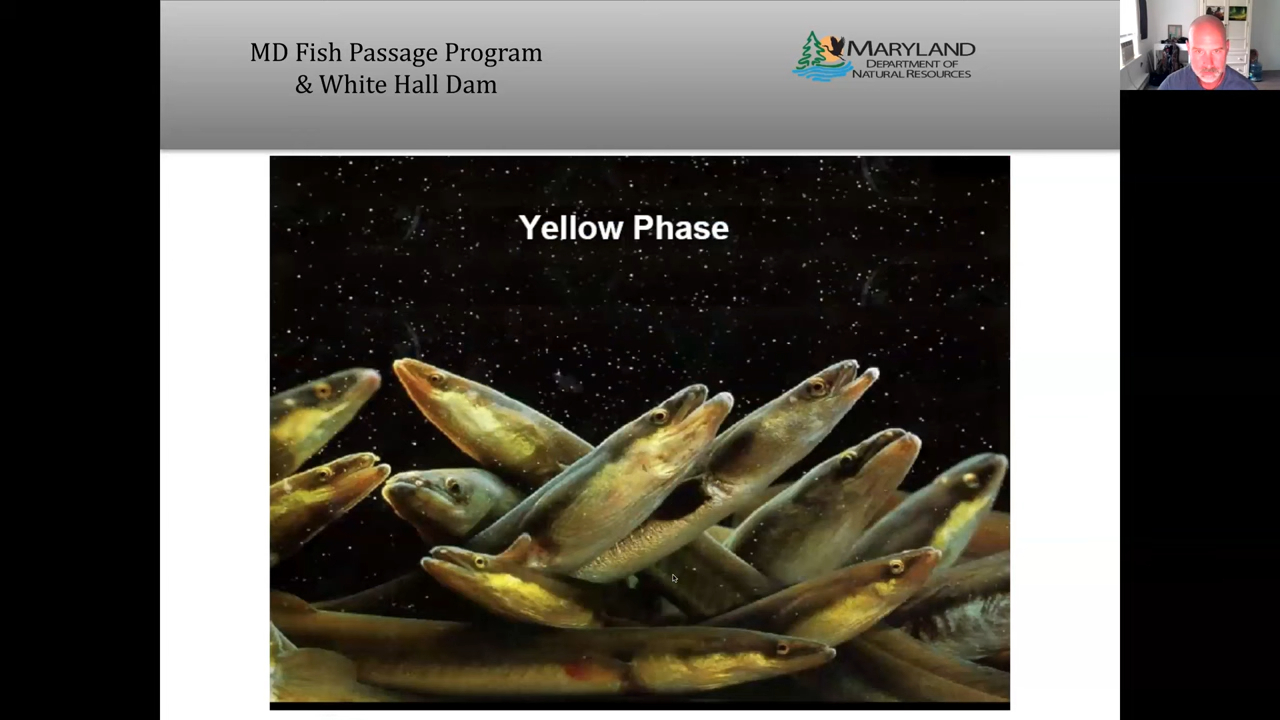 MD Fish Passage Program
& White Hall Dam
MARYLAND
DEPARTMENT OF
NATURAL RESOURCES
Yellow Phase